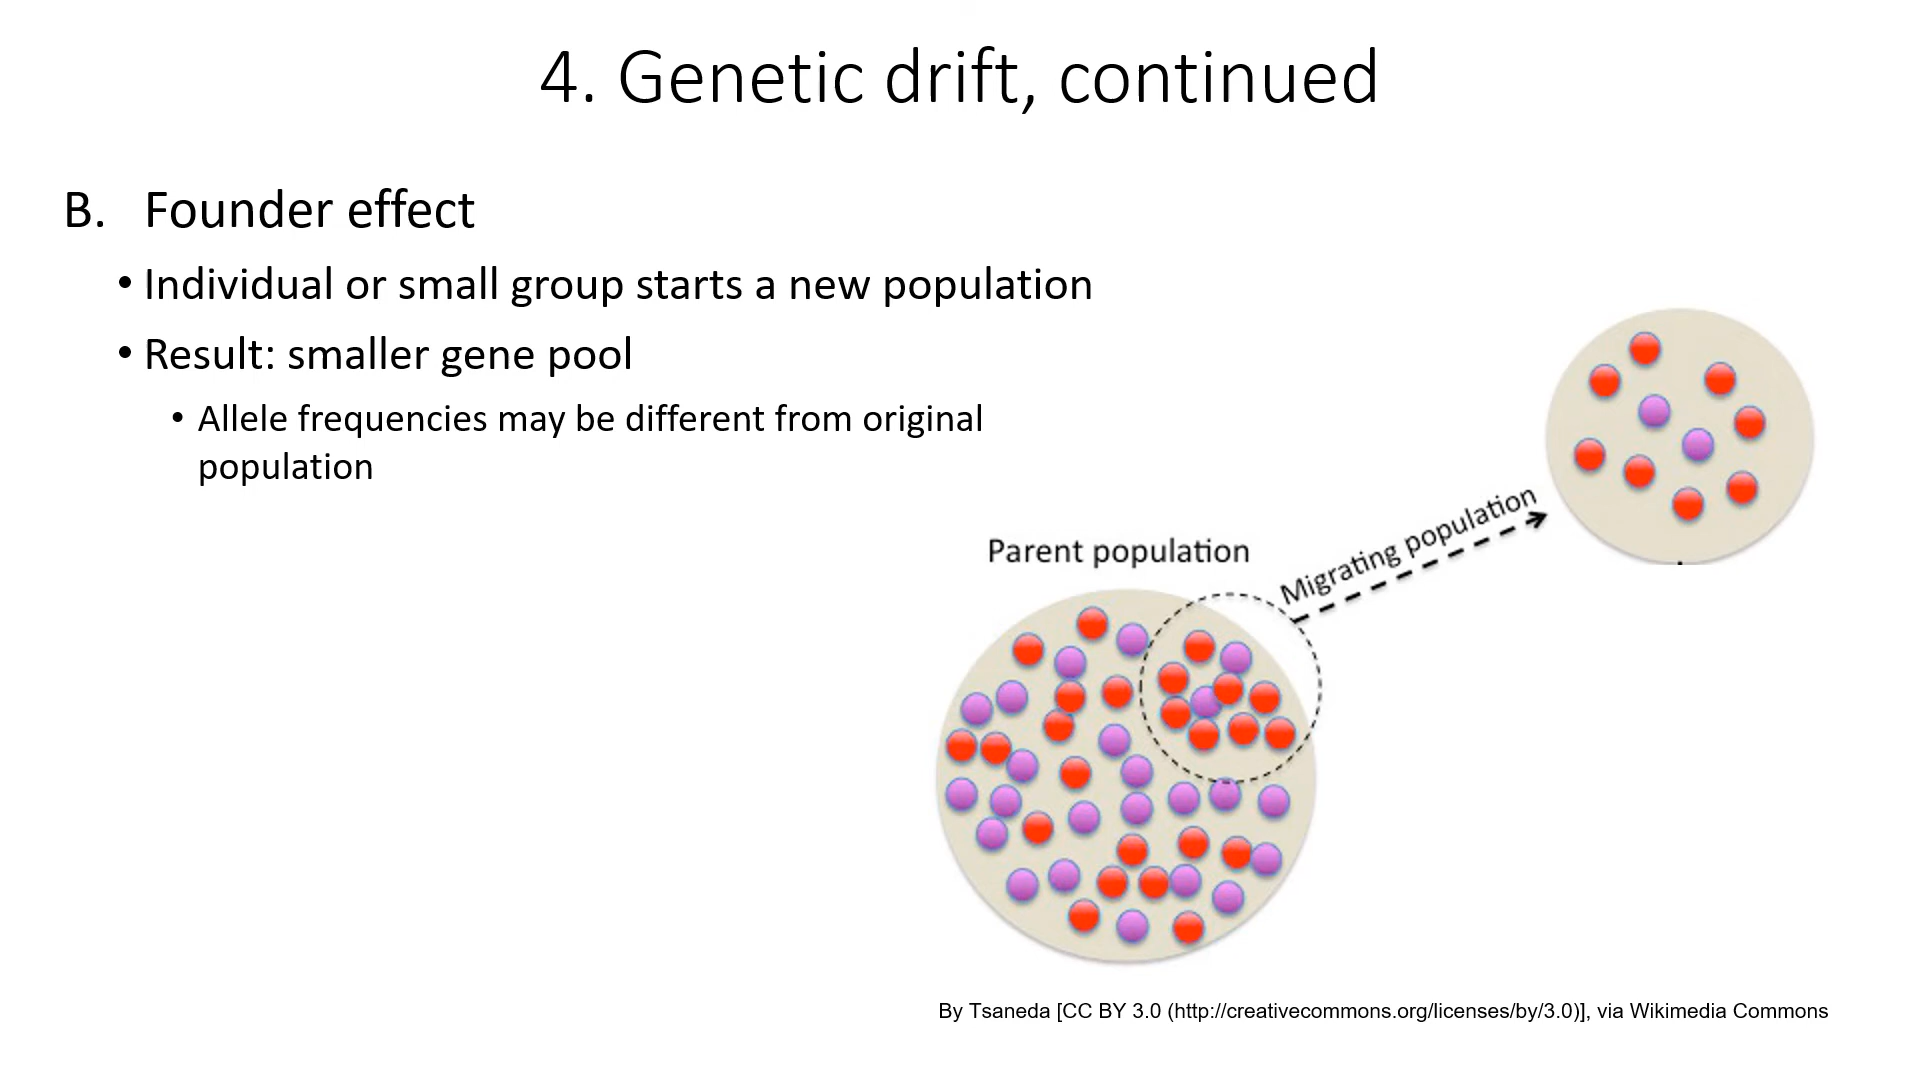 4. Genetic drift, continued
B. Founder effect
• Individual or small group starts a new population
• Result: smaller gene pool
• Allele frequencies may be different from original
population
Parent population
Migrating population
By Tsaneda [CC BY 3.0 (http://creativecommons.org/licenses/by/3.0)], via Wikimedia Commons